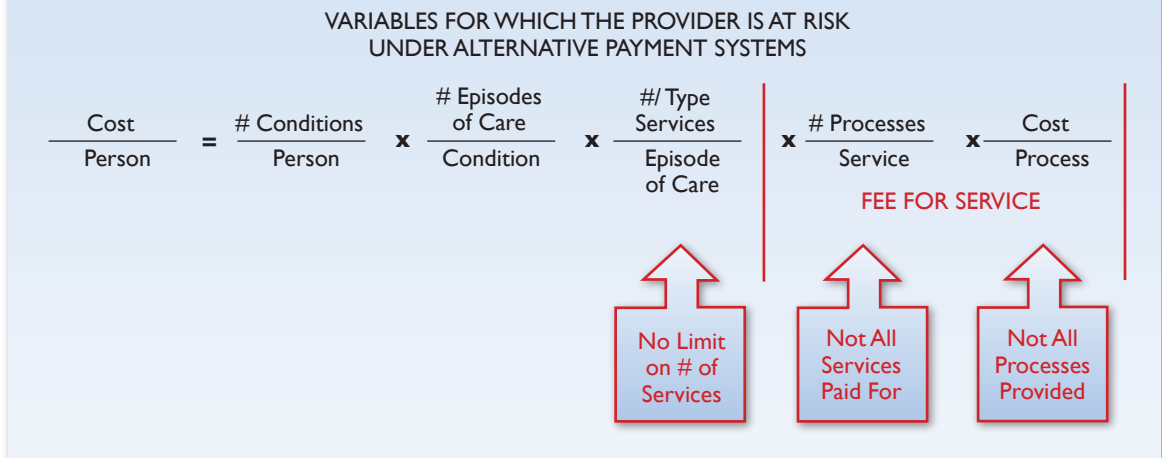 VARIABLES FOR WHICH THE PROVIDER IS AT RISK
UNDER ALTERNATIVE PAYMENT SYSTEMS
Cost
Person
=
# Conditions
Person
x
# Episodes
of Care
Condition
x
#/ Type
Services
Episode
of Care
x
# Processes
Service
x
Cost
Process
FEE FOR SERVICE
No Limit
on # of
Services
Not All
Services
Paid For
Not All
Processes
Provided